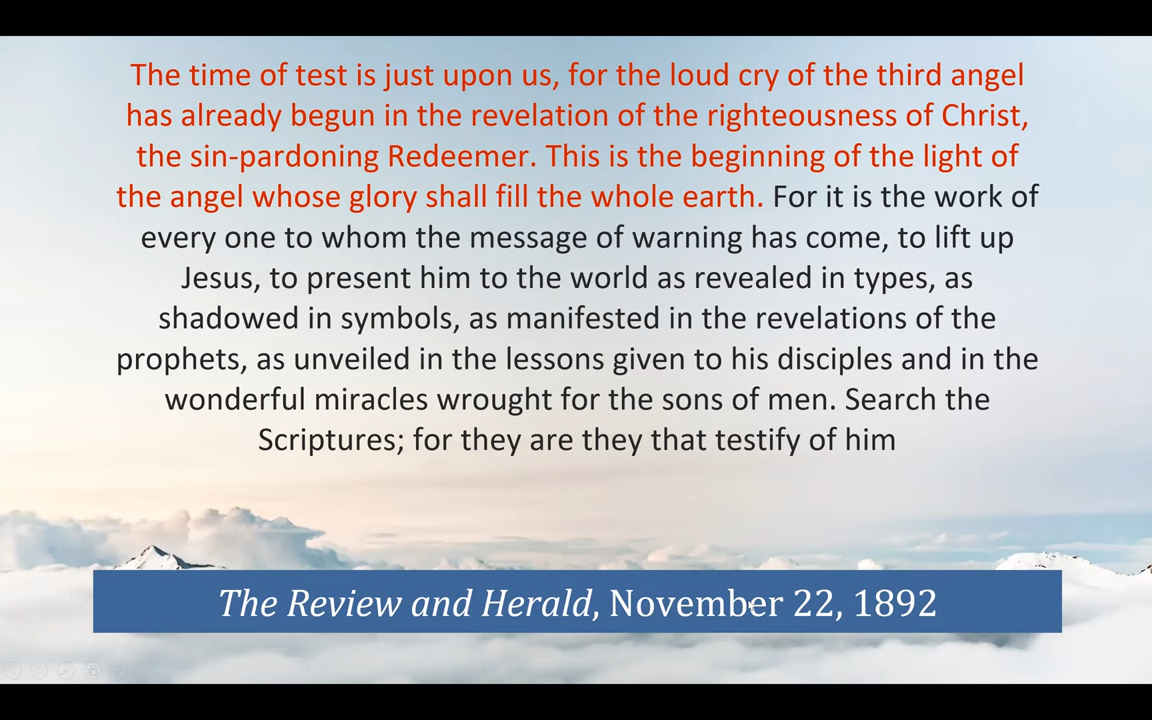 The time of test is just upon us, for the loud cry of the third angel
has already begun in the revelation of the righteousness of Christ,
the sin-pardoning Redeemer. This is the beginning of the light of
the angel whose glory shall fill the whole earth. For it is the work of
every one to whom the message of warning has come, to lift up
Jesus, to present him to the world as revealed in types, as
shadowed in symbols, as manifested in the revelations of the
prophets, as unveiled in the lessons given to his disciples and in the
wonderful miracles wrought for the sons of men. Search the
Scriptures; for they are they that testify of him
The Review and Herald, November 22, 1892